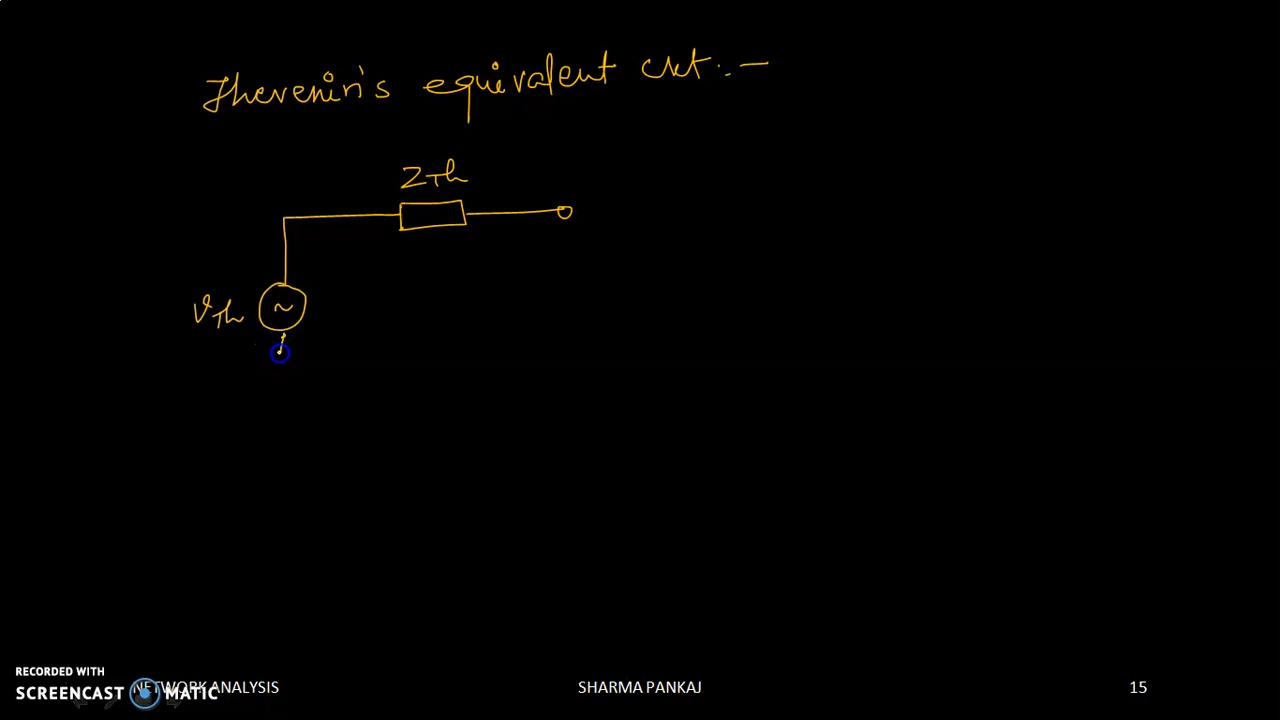 Thevenin's equivalent ckt:-
ZTh
VTh
~
RECORDED WITH
SCREENCAST MATIC
NETWORK ANALYSIS
SHARMA PANKAJ
15